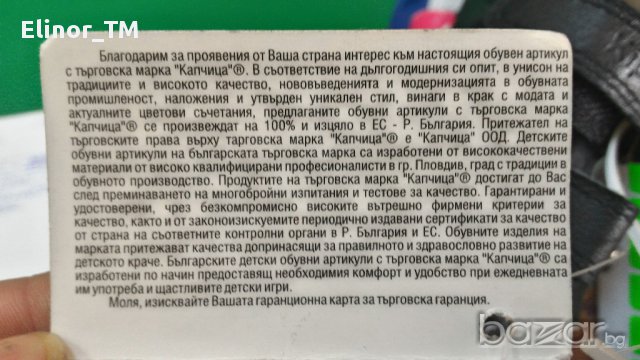 Elinor_TM
Благодарим за проявения от Ваша страна интерес към настоящия обувен артикул
с търговска марка "Капчица"®. В съответствие на дългогодишния си опит, в унисон на
традициите и високото качество, нововъведенията и модернизацията в обувната
промишленост, наложения и утвърден уникален стил, винаги в крак с модата и
актуалните цветови съчетания, предлаганите обувни артикули с търговска марка
"Капчица"® се произвеждат на 100% и изцяло в ЕС - Р. България. Притежател на
търговските права върху тарговска марка "Капчица"® е "Капчица" ООД. Детските
обувни артикули на българската търговска марка са изработени от висококачествени
материали от високо квалифицирани професионалисти в гр. Пловдив, град с традиции в
обувното производство. Продуктите на търговска марка "Капчица"® достигат до Вас
след преминаването на многобройни изпитания и тестове за качество. Гарантирани и
удостоверени, чрез безкомпромисно високите вътрешно фирмени критерии за
качество, както и от законоизискуемите периодично издавани сертификати за качество
от страна на съответните контролни органи в Р. България и ЕС. Обувните изделия на
марката притежават качества допринасящи за правилното и здравословно развитие на
детското краче. Българските детски обувни артикули с търговска марка "Капчица"® са
изработени по начин предоставящ необходимия комфорт и удобство при ежедневната
им употреба и щастливите детски игри.
Моля, изисквайте Вашата гаранционна карта за търговска гаранция.
bazar.bg